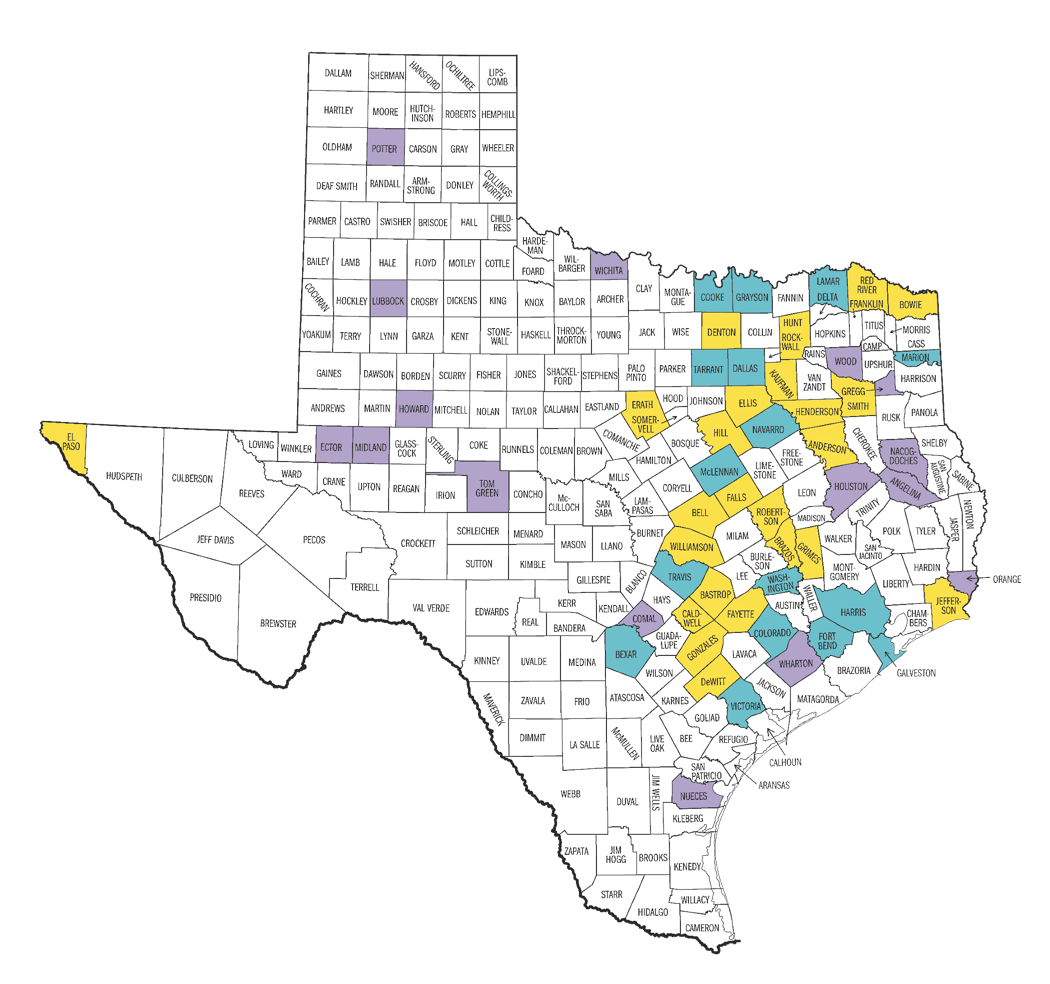 DALLAM
SHERMAN
HANSFORD
OCHILTREE
LIPS-
COMB
HARTLEY
MOORE
HUTCH-
INSON
ROBERTS
HEMPHILL
OLDHAM
POTTER
CARSON
GRAY
WHEELER
DEAF SMITH
RANDALL
ARM-
STRONG
DONLEY
COLLINGS-
WORTH
PARMER
CASTRO
SWISHER
BRISCOE
HALL
CHILD-
RESS
HARDE-
MAN
BAILEY
LAMB
HALE
FLOYD
MOTLEY
COTTLE
FOARD
WIL-
BARGER
WICHITA
COCHRAN
HOCKLEY
LUBBOCK
CROSBY
DICKENS
KING
KNOX
BAYLOR
ARCHER
CLAY
MONTA-
GUE
COOKE
GRAYSON
FANNIN
LAMAR
DELTA
RED
RIVER
FRANKLIN
BOWIE
YOAKUM
TERRY
LYNN
GARZA
KENT
STONE-
WALL
HASKELL
THROCK-
MORTON
YOUNG
JACK
WISE
DENTON
COLLIN
HUNT
ROCK-
WALL
HOPKINS
TITUS
CAMP
MORRIS
CASS
GAINES
DAWSON
BORDEN
SCURRY
FISHER
JONES
SHACKEL-
FORD
STEPHENS
PALO
PINTO
PARKER
TARRANT
DALLAS
KAUFMAN
RAINS
VAN
ZANDT
WOOD
UPSHUR
MARION
HARRISON
GREGG
SMITH
ANDREWS
MARTIN
HOWARD
MITCHELL
NOLAN
TAYLOR
CALLAHAN
EASTLAND
ERATH
SOMER-
VELL
HOOD
JOHNSON
ELLIS
HENDERSON
RUSK
PANOLA
EL
PASO
HUDSPETH
CULBERSON
REEVES
LOVING
WINKLER
ECTOR
MIDLAND
GLASS-
COCK
STERLING
COKE
RUNNELS
COLEMAN
BROWN
COMANCHE
HAMILTON
BOSQUE
HILL
NAVARRO
ANDERSON
CHEROKEE
NACOG-
DOCHES
SHELBY
SAN
AUGUSTINE
SABINE
WARD
CRANE
UPTON
REAGAN
IRION
TOM
GREEN
CONCHO
Mc-
CULLOCH
SAN
SABA
MILLS
LAM-
PASAS
CORYELL
McLENNAN
LIME-
STONE
FREE-
STONE
LEON
HOUSTON
ANGELINA
TRINITY
JEFF DAVIS
PECOS
CROCKETT
SCHLEICHER
MENARD
MASON
LLANO
BURNET
BELL
FALLS
ROBERT-
SON
MADISON
WALKER
SAN
JACINTO
POLK
TYLER
JASPER
NEWTON
PRESIDIO
BREWSTER
TERRELL
VAL VERDE
SUTTON
KIMBLE
GILLESPIE
BLANCO
WILLIAMSON
MILAM
BRAZOS
GRIMES
BURLE-
SON
MONT-
GOMERY
LIBERTY
HARDIN
ORANGE
JEFFER-
SON
CHAM-
BERS
EDWARDS
REAL
KERR
BANDERA
KENDALL
COMAL
HAYS
TRAVIS
BASTROP
LEE
WASH-
INGTON
WALLER
AUSTIN
HARRIS
FORT
BEND
GALVESTON
CALD-
WELL
FAYETTE
COLORADO
KINNEY
UVALDE
MEDINA
BEXAR
GUADA-
LUPE
GONZALES
LAVACA
WHARTON
BRAZORIA
MAVERICK
ZAVALA
FRIO
ATASCOSA
WILSON
KARNES
DeWITT
VICTORIA
JACKSON
MATAGORDA
DIMMIT
LA SALLE
McMULLEN
LIVE
OAK
BEE
GOLIAD
REFUGIO
CALHOUN
ARANSAS
SAN
PATRICIO
WEBB
DUVAL
JIM WELLS
NUECES
KLEBERG
ZAPATA
JIM
HOGG
BROOKS
KENEDY
STARR
HIDALGO
WILLACY
CAMERON